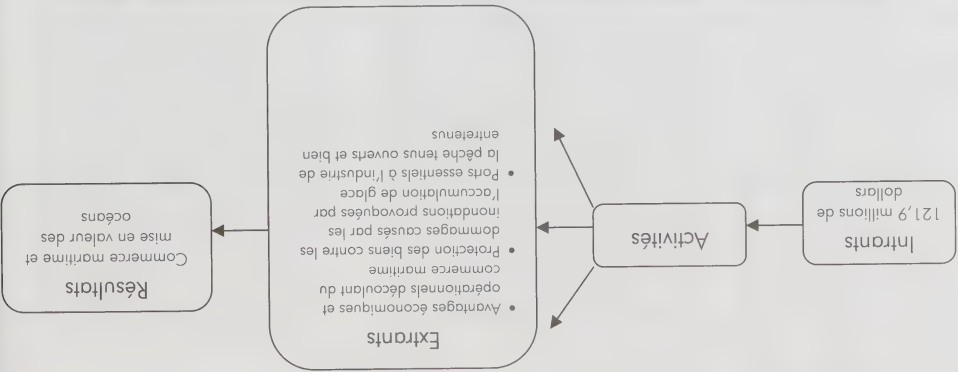 Intrants
121,9 millions de
dollars
Activités
Extrants
• Avantages économiques et
opérationnels découlant du
commerce maritime
• Protection des biens contre les
dommages causés par les
inondations provoquées par
l'accumulation de glace
• Ports essentiels à l'industrie de
la pêche tenus ouverts et bien
entretenus
Résultats
Commerce maritime et
mise en valeur des
océans